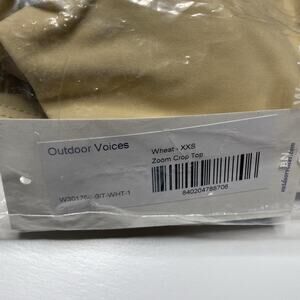 Outdoor Voices
Wheat - XXS
Zoom Crop Top
840204788706